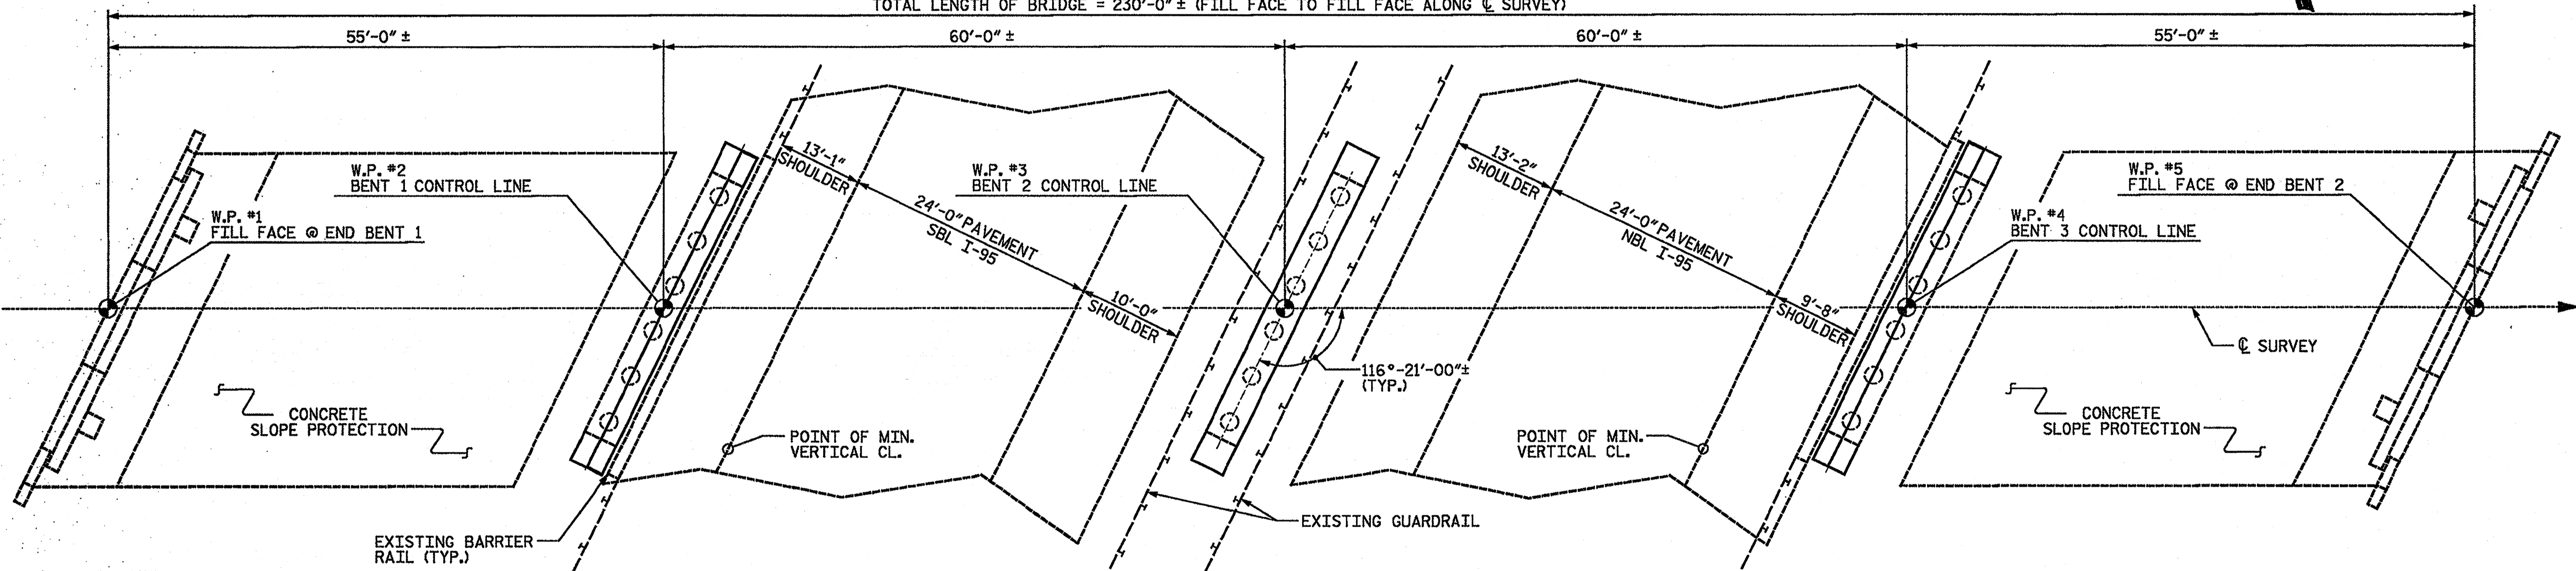 TOTAL LENGTH OF BRIDGE = 230'-0" ± (FILL FACE TO FILL FACE ALONG ℄ SURVEY)
55'-0" ±
60'-0" ±
60'-0" ±
55'-0" ±
W.P. #1
FILL FACE @ END BENT 1
W.P. #2
BENT 1 CONTROL LINE
13'-1"
SHOULDER
24'-0" PAVEMENT
SBL I-95
10'-0"
SHOULDER
W.P. #3
BENT 2 CONTROL LINE
13'-2"
SHOULDER
24'-0" PAVEMENT
NBL I-95
9'-8"
SHOULDER
W.P. #4
BENT 3 CONTROL LINE
W.P. #5
FILL FACE @ END BENT 2
℄ SURVEY
116°-21'-00"±
(TYP.)
CONCRETE
SLOPE PROTECTION
POINT OF MIN.
VERTICAL CL.
POINT OF MIN.
VERTICAL CL.
CONCRETE
SLOPE PROTECTION
EXISTING GUARDRAIL
EXISTING BARRIER
RAIL (TYP.)